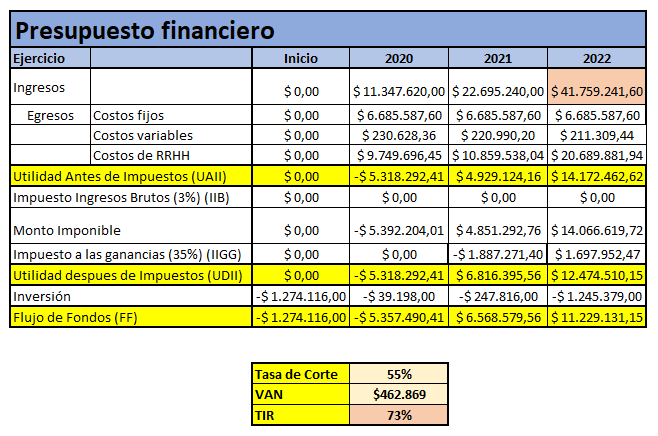 Presupuesto financiero
Ejercicio Inicio 2020 2021 2022
Ingresos $ 0,00 $ 11.347.620,00 $ 22.695.240,00 $ 41.759.241,60
Egresos Costos fijos $ 0,00 $ 6.685.587,60 $ 6.685.587,60 $ 6.685.587,60
Costos variables $ 0,00 $ 230.628,36 $ 220.990,20 $ 211.309,44
Costos de RRHH $ 0,00 $ 9.749.696,45 $ 10.859.538,04 $ 20.689.881,94
Utilidad Antes de Impuestos (UAII) $ 0,00 -$ 5.318.292,41 $ 4.929.124,16 $ 14.172.462,62
Impuesto Ingresos Brutos (3%) (IIB) $ 0,00 $ 0,00 $ 0,00 $ 0,00
Monto Imponible $ 0,00 -$ 5.392.204,01 $ 4.851.292,76 $ 14.066.619,72
Impuesto a las ganancias (35%) (IIGG) $ 0,00 $ 0,00 -$ 1.887.271,40 $ 1.697.952,47
Utilidad despues de Impuestos (UDII) $ 0,00 -$ 5.318.292,41 $ 6.816.395,56 $ 12.474.510,15
Inversión -$ 1.274.116,00 -$ 39.198,00 -$ 247.816,00 -$ 1.245.379,00
Flujo de Fondos (FF) -$ 1.274.116,00 -$ 5.357.490,41 $ 6.568.579,56 $ 11.229.131,15
Tasa de Corte 55%
VAN $462.869
TIR 73%